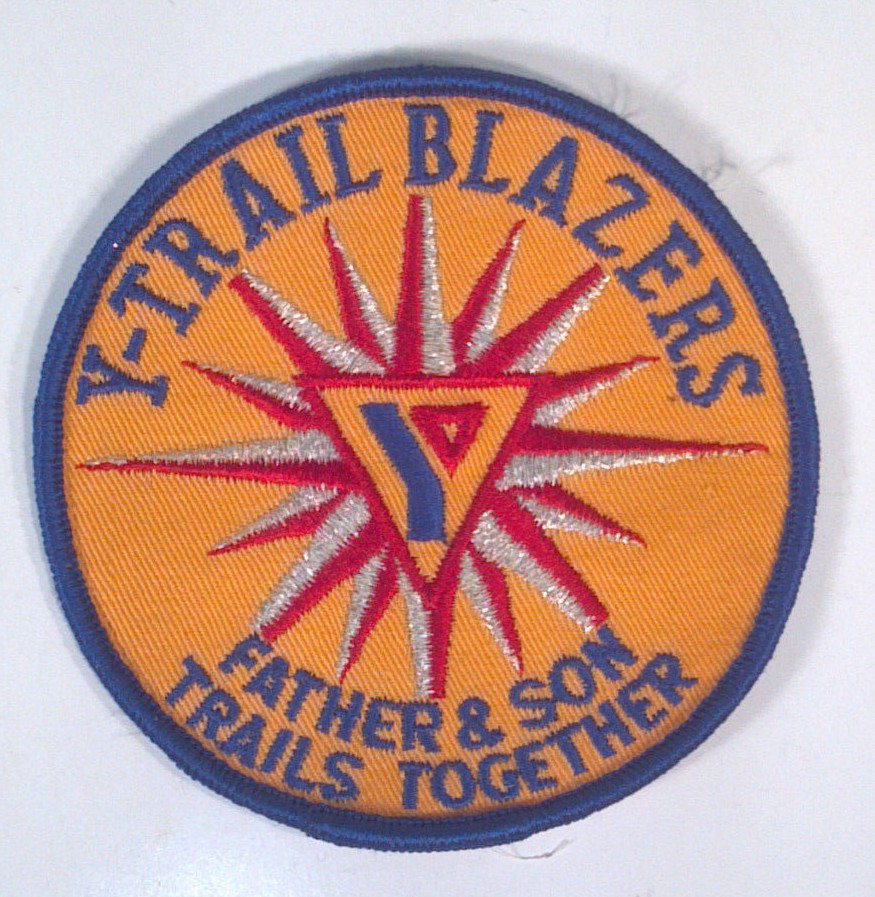 Y-TRAIL BLAZERS
Y
FATHER & SON
TRAILS TOGETHER